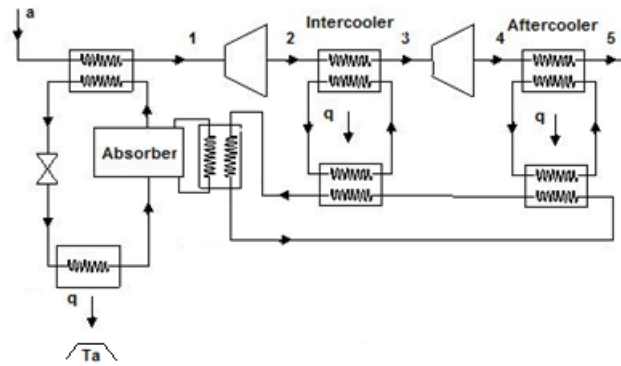 a
Intercooler
Aftercooler
1
2
3
4
5
q
q
Absorber
q
Ta